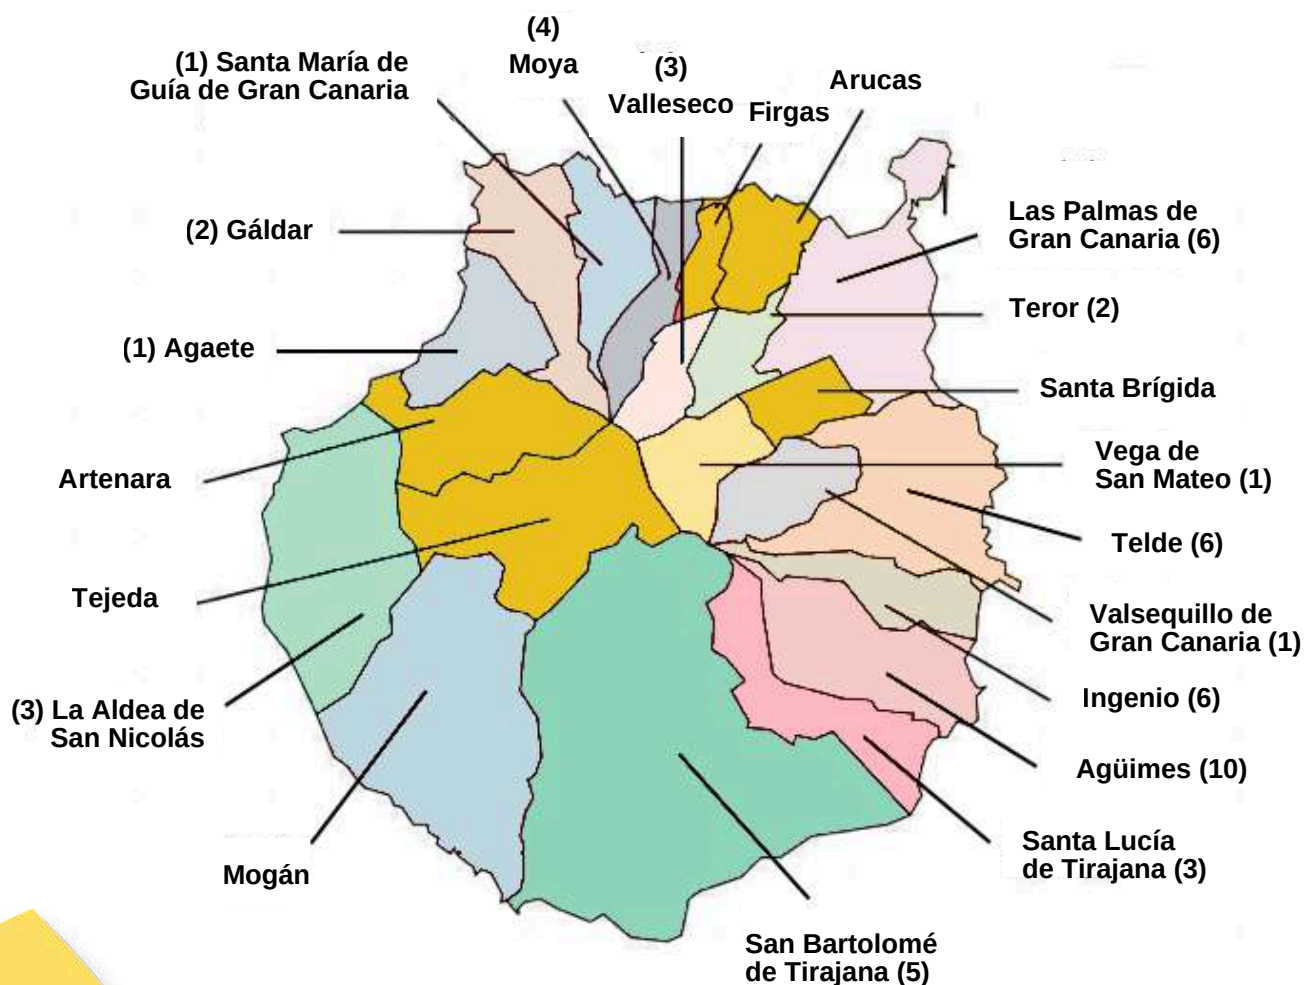 (4)
Moya
(1) Santa María de
Guía de Gran Canaria
(3)
Valleseco
Firgas
Arucas
(2) Gáldar
Las Palmas de
Gran Canaria (6)
Teror (2)
(1) Agaete
Santa Brígida
Artenara
Vega de
San Mateo (1)
Telde (6)
Tejeda
Valsequillo de
Gran Canaria (1)
Ingenio (6)
(3) La Aldea de
San Nicolás
Agüimes (10)
Mogán
Santa Lucía
de Tirajana (3)
San Bartolomé
de Tirajana (5)